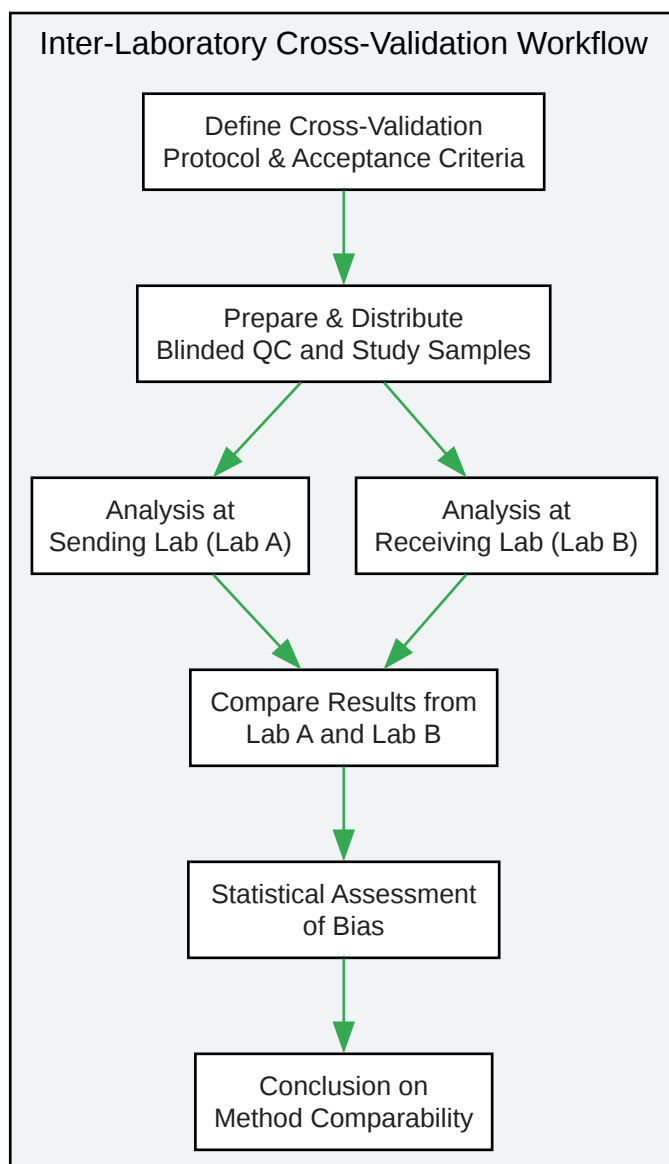 Inter-Laboratory Cross-Validation Workflow
Define Cross-Validation
Protocol & Acceptance Criteria
Prepare & Distribute
Blinded QC and Study Samples
Analysis at
Sending Lab (Lab A)
Analysis at
Receiving Lab (Lab B)
Compare Results from
Lab A and Lab B
Statistical Assessment
of Bias
Conclusion on
Method Comparability